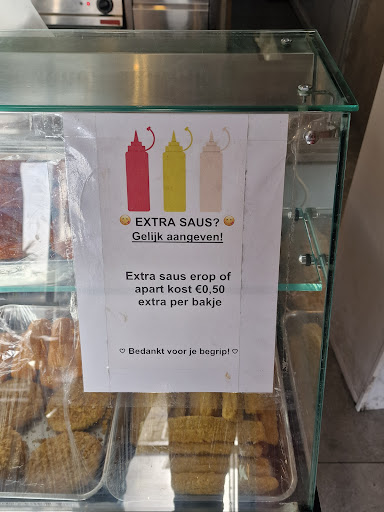 EXTRA SAUS?
Gelijk aangeven!
Extra saus erop of
apart kost €0,50
extra per bakje
♡ Bedankt voor je begrip! ♡